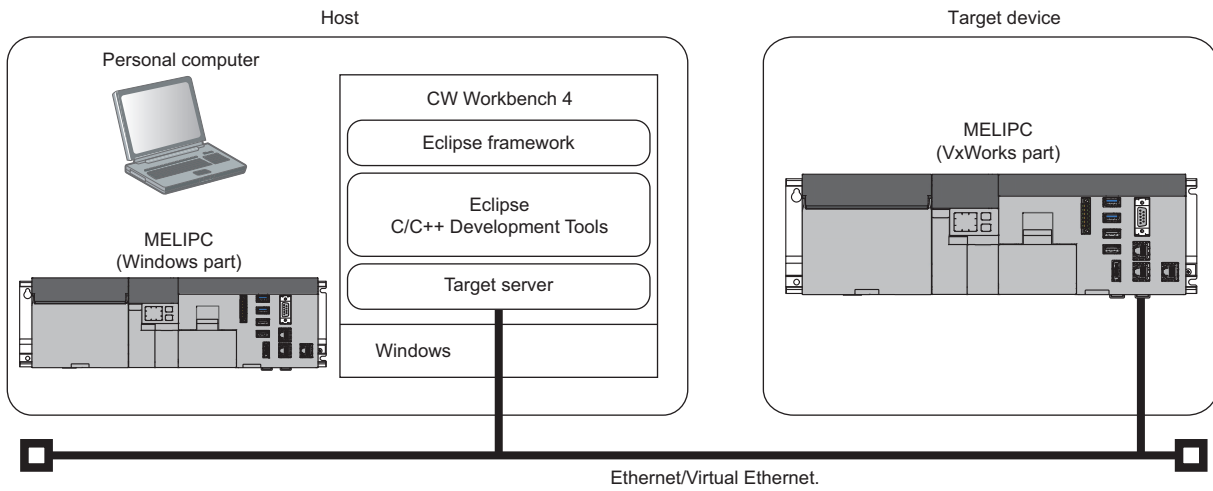 Host
Target device
Personal computer
CW Workbench 4
Eclipse framework
Eclipse
C/C++ Development Tools
Target server
Windows
MELIPC
(Windows part)
MELIPC
(VxWorks part)
Ethernet/Virtual Ethernet.